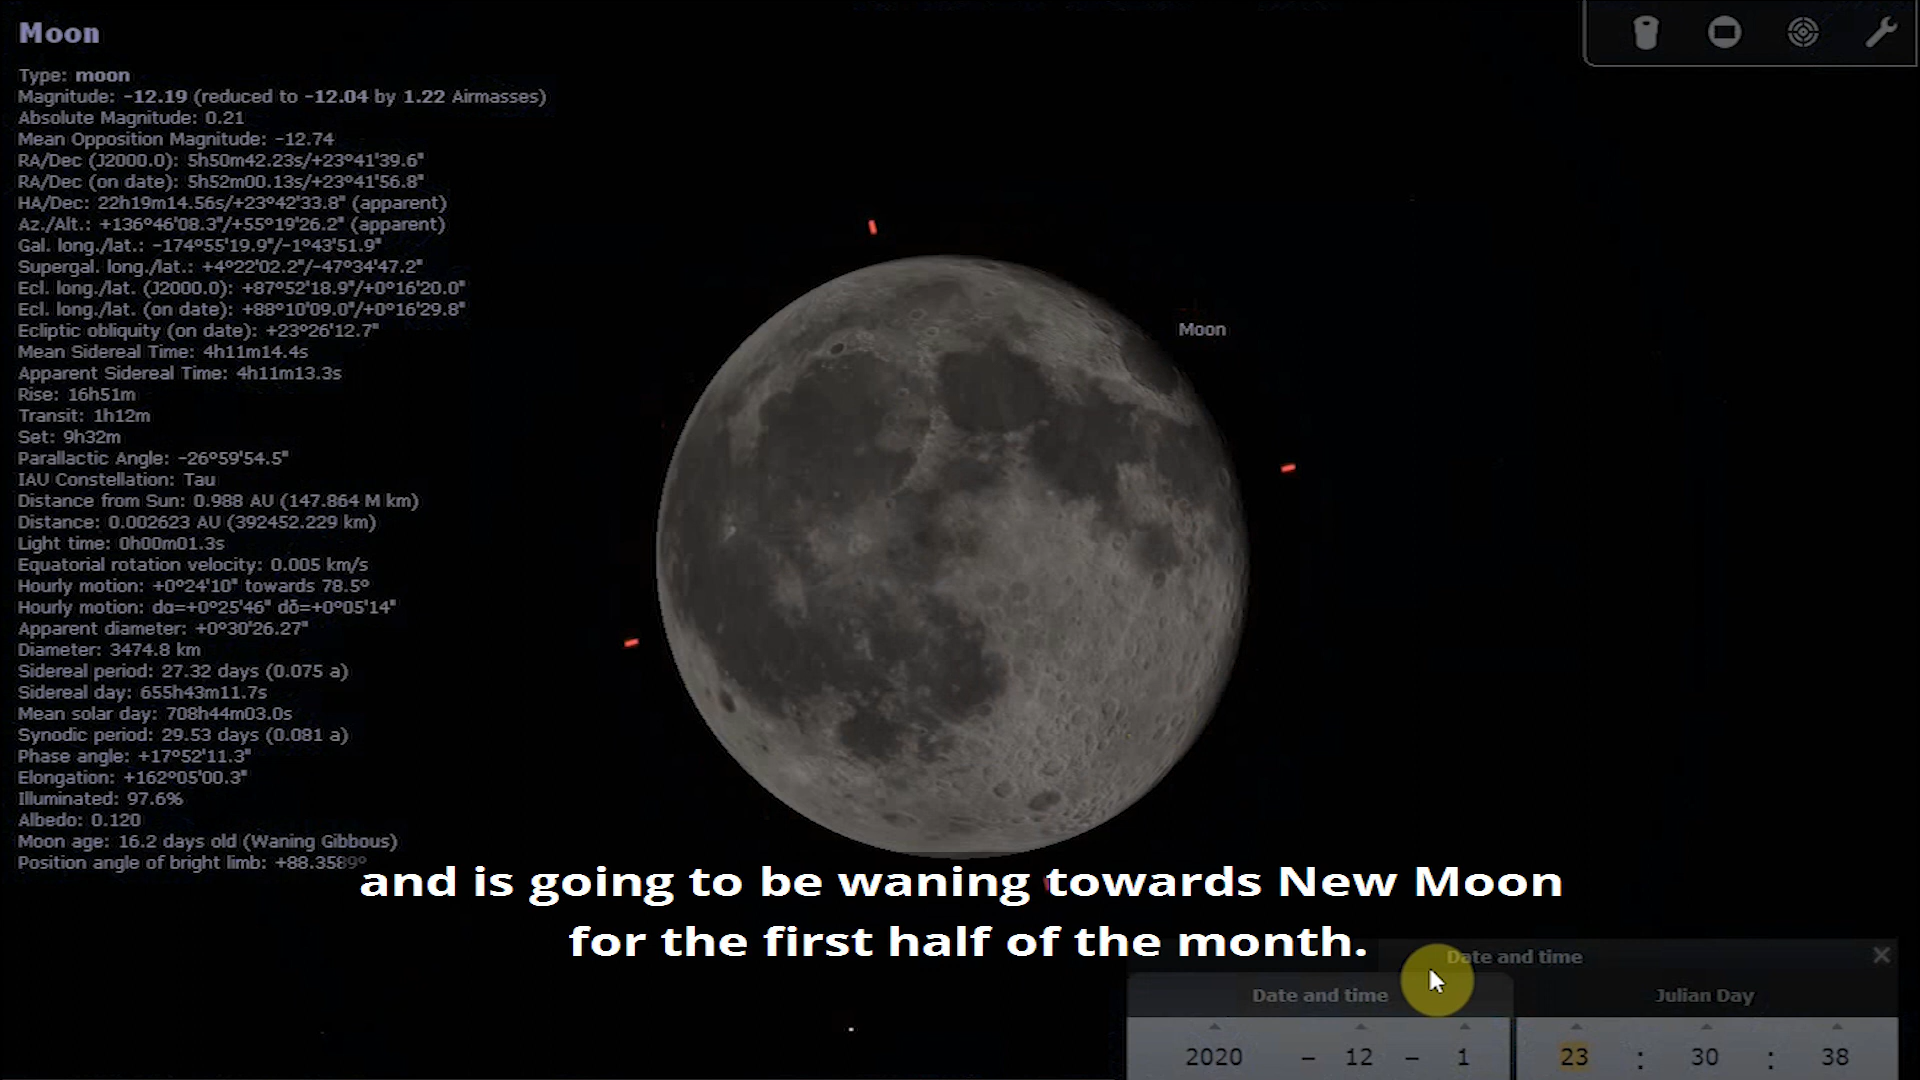 Moon
Type: moon
Magnitude: -12.19 (reduced to -12.04 by 1.22 Airmasses)
Absolute Magnitude: 0.21
Mean Opposition Magnitude: -12.74
RA/Dec (J2000.0): 5h50m42.23s/+23°41'39.6"
RA/Dec (on date): 5h52m00.13s/+23°41'56.8"
HA/Dec: 22h19m14.56s/+23°42'33.8" (apparent)
Az./Alt.: +136°46'08.3"/+55°19'26.2" (apparent)
Gal. long./lat.: -174°55'19.9"/-1°43'51.9"
Supergal. long./lat.: +4°22'02.2"/-47°34'47.2"
Ecl. long./lat. (J2000.0): +87°52'18.9"/+0°16'20.0"
Ecl. long./lat. (on date): +88°10'09.0"/+0°16'29.8"
Ecliptic obliquity (on date): +23°26'12.7"
Mean Sidereal Time: 4h11m14.4s
Apparent Sidereal Time: 4h11m13.3s
Rise: 16h51m
Transit: 1h12m
Set: 9h32m
Parallactic Angle: -26°59'54.5"
IAU Constellation: Tau
Distance from Sun: 0.988 AU (147.864 M km)
Distance: 0.002623 AU (392452.229 km)
Light time: 0h00m01.3s
Equatorial rotation velocity: 0.005 km/s
Hourly motion: +0°24'10" towards 78.5°
Hourly motion: dα=+0°25'46" dδ=+0°05'14"
Apparent diameter: +0°30'26.27"
Diameter: 3474.8 km
Sidereal period: 27.32 days (0.075 a)
Sidereal day: 655h43m11.7s
Mean solar day: 708h44m03.0s
Synodic period: 29.53 days (0.081 a)
Phase angle: +17°52'11.3"
Elongation: +162°05'00.3"
Illuminated: 97.6%
Albedo: 0.120
Moon age: 16.2 days old (Waning Gibbous)
Position angle of bright limb: +88.3589°
Moon
and is going to be waning towards New Moon
for the first half of the month.
Date and time
Date and time Julian Day
2020 - 12 - 1 23 : 30 : 38